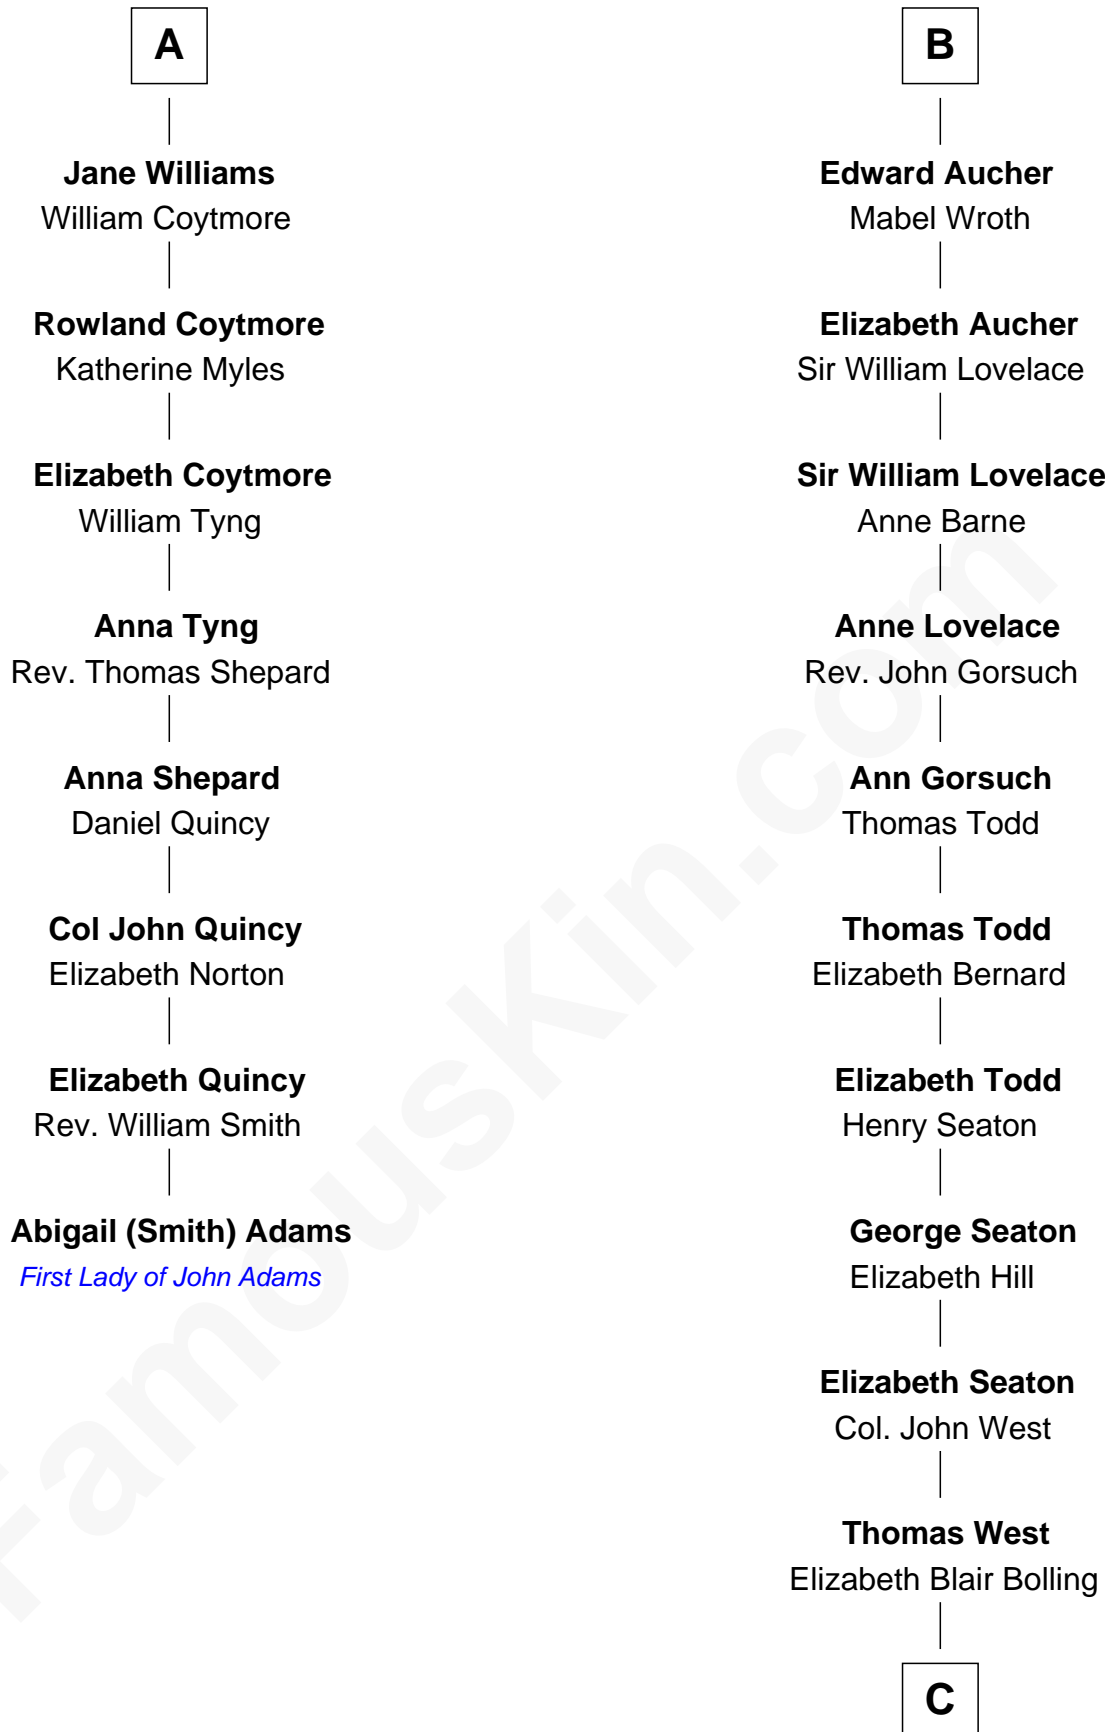 A
Jane Williams
William Coytmore
Rowland Coytmore
Katherine Myles
Elizabeth Coytmore
William Tyng
Anna Tyng
Rev. Thomas Shepard
Anna Shepard
Daniel Quincy
Col John Quincy
Elizabeth Norton
Elizabeth Quincy
Rev. William Smith
Abigail (Smith) Adams
First Lady of John Adams
B
Edward Aucher
Mabel Wroth
Elizabeth Aucher
Sir William Lovelace
Sir William Lovelace
Anne Barne
Anne Lovelace
Rev. John Gorsuch
Ann Gorsuch
Thomas Todd
Thomas Todd
Elizabeth Bernard
Elizabeth Todd
Henry Seaton
George Seaton
Elizabeth Hill
Elizabeth Seaton
Col. John West
Thomas West
Elizabeth Blair Bolling
C
FamousKin.com